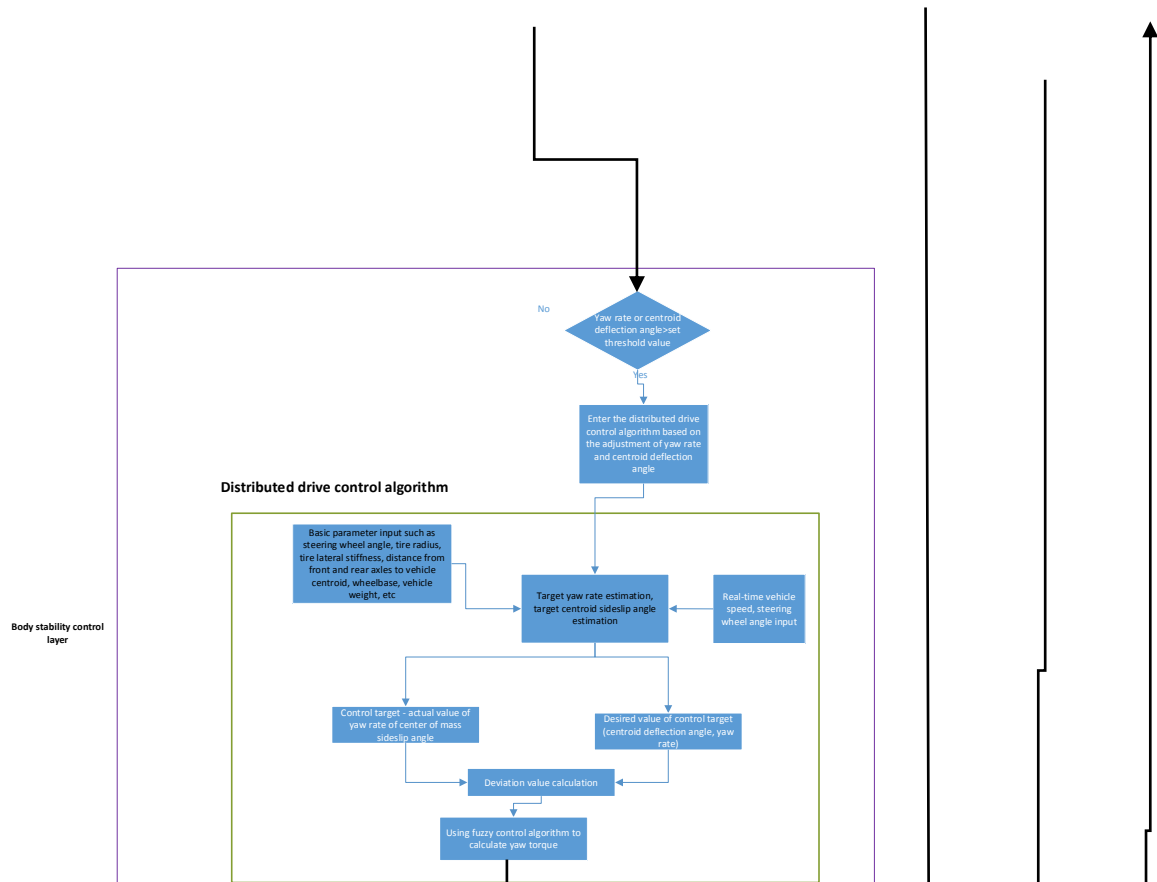 No
Yaw rate or centroid
deflection angle>set
threshold value
Yes
Enter the distributed drive
control algorithm based on
the adjustment of yaw rate
and centroid deflection
angle
Distributed drive control algorithm
Basic parameter input such as
steering wheel angle, tire radius,
tire lateral stiffness, distance from
front and rear axles to vehicle
centroid, wheelbase, vehicle
weight, etc
Target yaw rate estimation,
target centroid sideslip angle
estimation
Real-time vehicle
speed, steering
wheel angle input
Body stability control
layer
Control target - actual value of
yaw rate of center of mass
sideslip angle
Desired value of control target
(centroid deflection angle, yaw
rate)
Deviation value calculation
Using fuzzy control algorithm to
calculate yaw torque